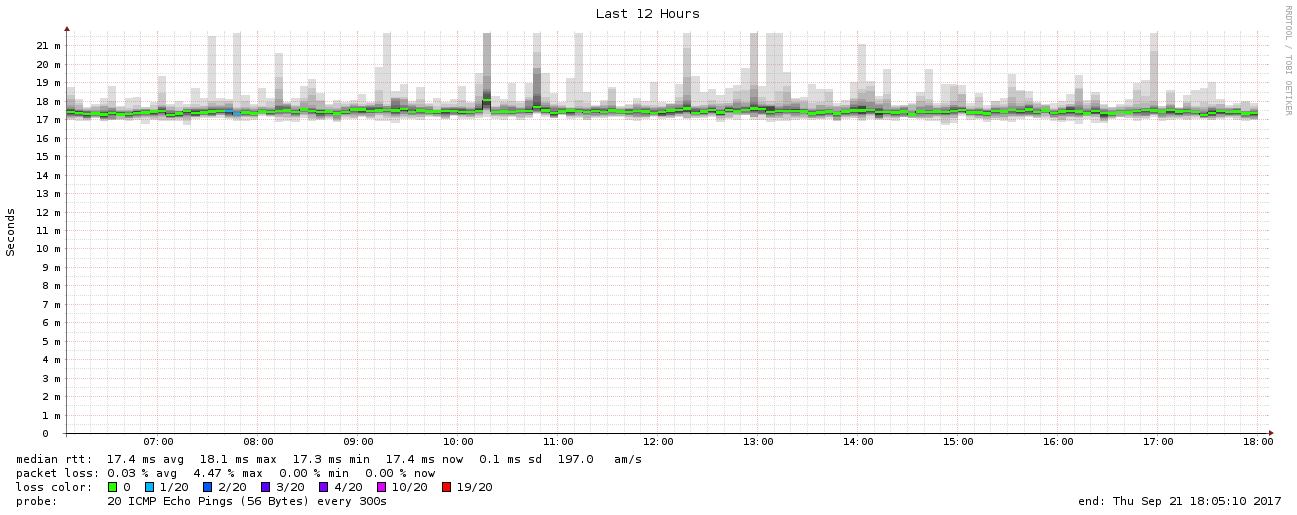 Last 12 Hours
RRDTOOL / TOBI OETIKER
Seconds
21 m
20 m
19 m
18 m
17 m
16 m
15 m
14 m
13 m
12 m
11 m
10 m
9 m
8 m
7 m
6 m
5 m
4 m
3 m
2 m
1 m
0
07:00 08:00 09:00 10:00 11:00 12:00 13:00 14:00 15:00 16:00 17:00 18:00
median rtt: 17.4 ms avg 18.1 ms max 17.3 ms min 17.4 ms now 0.1 ms sd 197.0 am/s
packet loss: 0.03 % avg 4.47 % max 0.00 % min 0.00 % now
loss color: 0 1/20 2/20 3/20 4/20 10/20 19/20
probe: 20 ICMP Echo Pings (56 Bytes) every 300s end: Thu Sep 21 18:05:10 2017